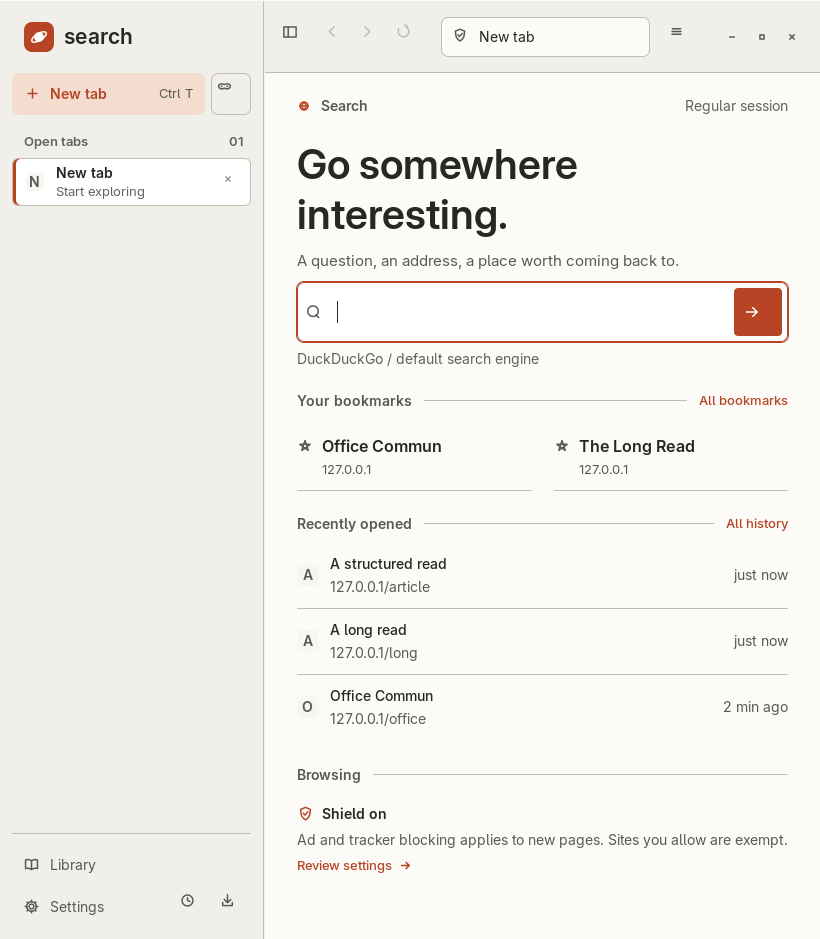 search
New tab Ctrl T
Open tabs 01
N New tab
Start exploring
New tab
Search Regular session
Go somewhere
interesting.
A question, an address, a place worth coming back to.
DuckDuckGo / default search engine
Your bookmarks All bookmarks
Office Commun
127.0.0.1
The Long Read
127.0.0.1
Recently opened All history
A A structured read
127.0.0.1/article just now
A A long read
127.0.0.1/long just now
O Office Commun
127.0.0.1/office 2 min ago
Browsing
Shield on
Ad and tracker blocking applies to new pages. Sites you allow are exempt.
Review settings
Library
Settings